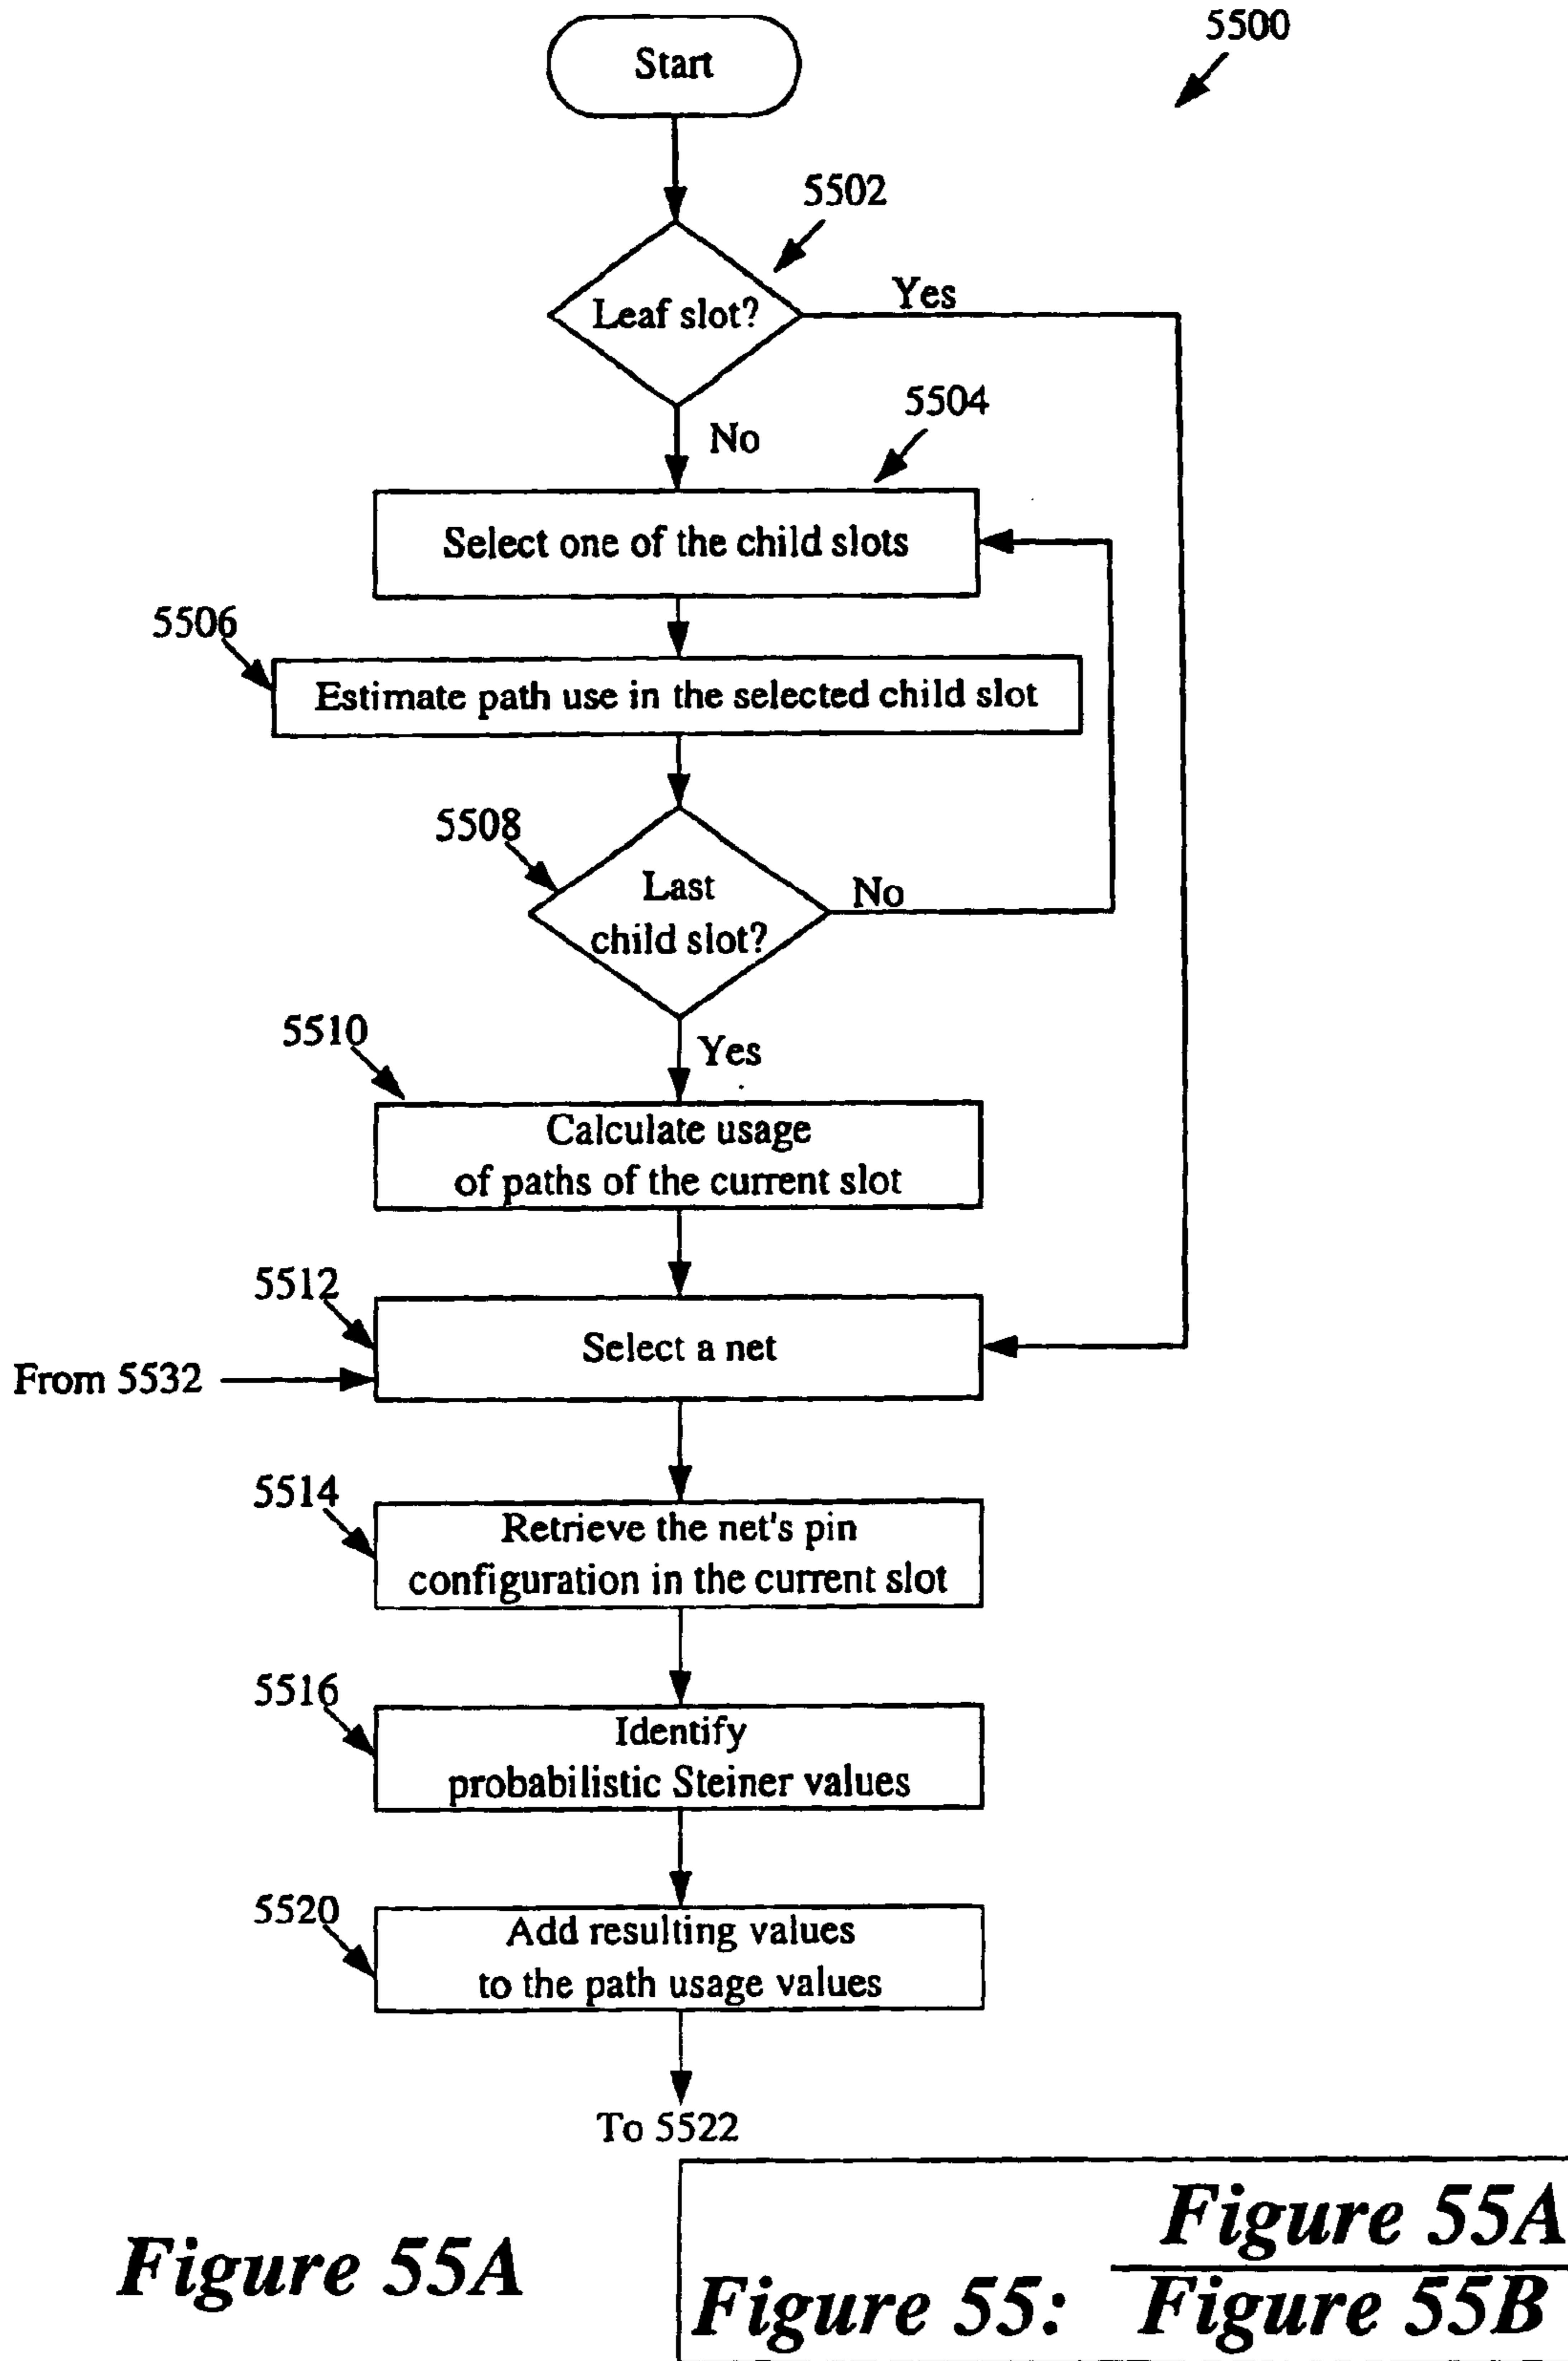 5500
Start
5502
Leaf slot?
Yes
No
5504
Select one of the child slots
5506
Estimate path use in the selected child slot
5508
Last
child slot?
No
Yes
5510
Calculate usage
of paths of the current slot
5512
Select a net
From 5532
5514
Retrieve the net's pin
configuration in the current slot
5516
Identify
probabilistic Steiner values
5520
Add resulting values
to the path usage values
To 5522
Figure 55A
Figure 55:
Figure 55A
Figure 55B